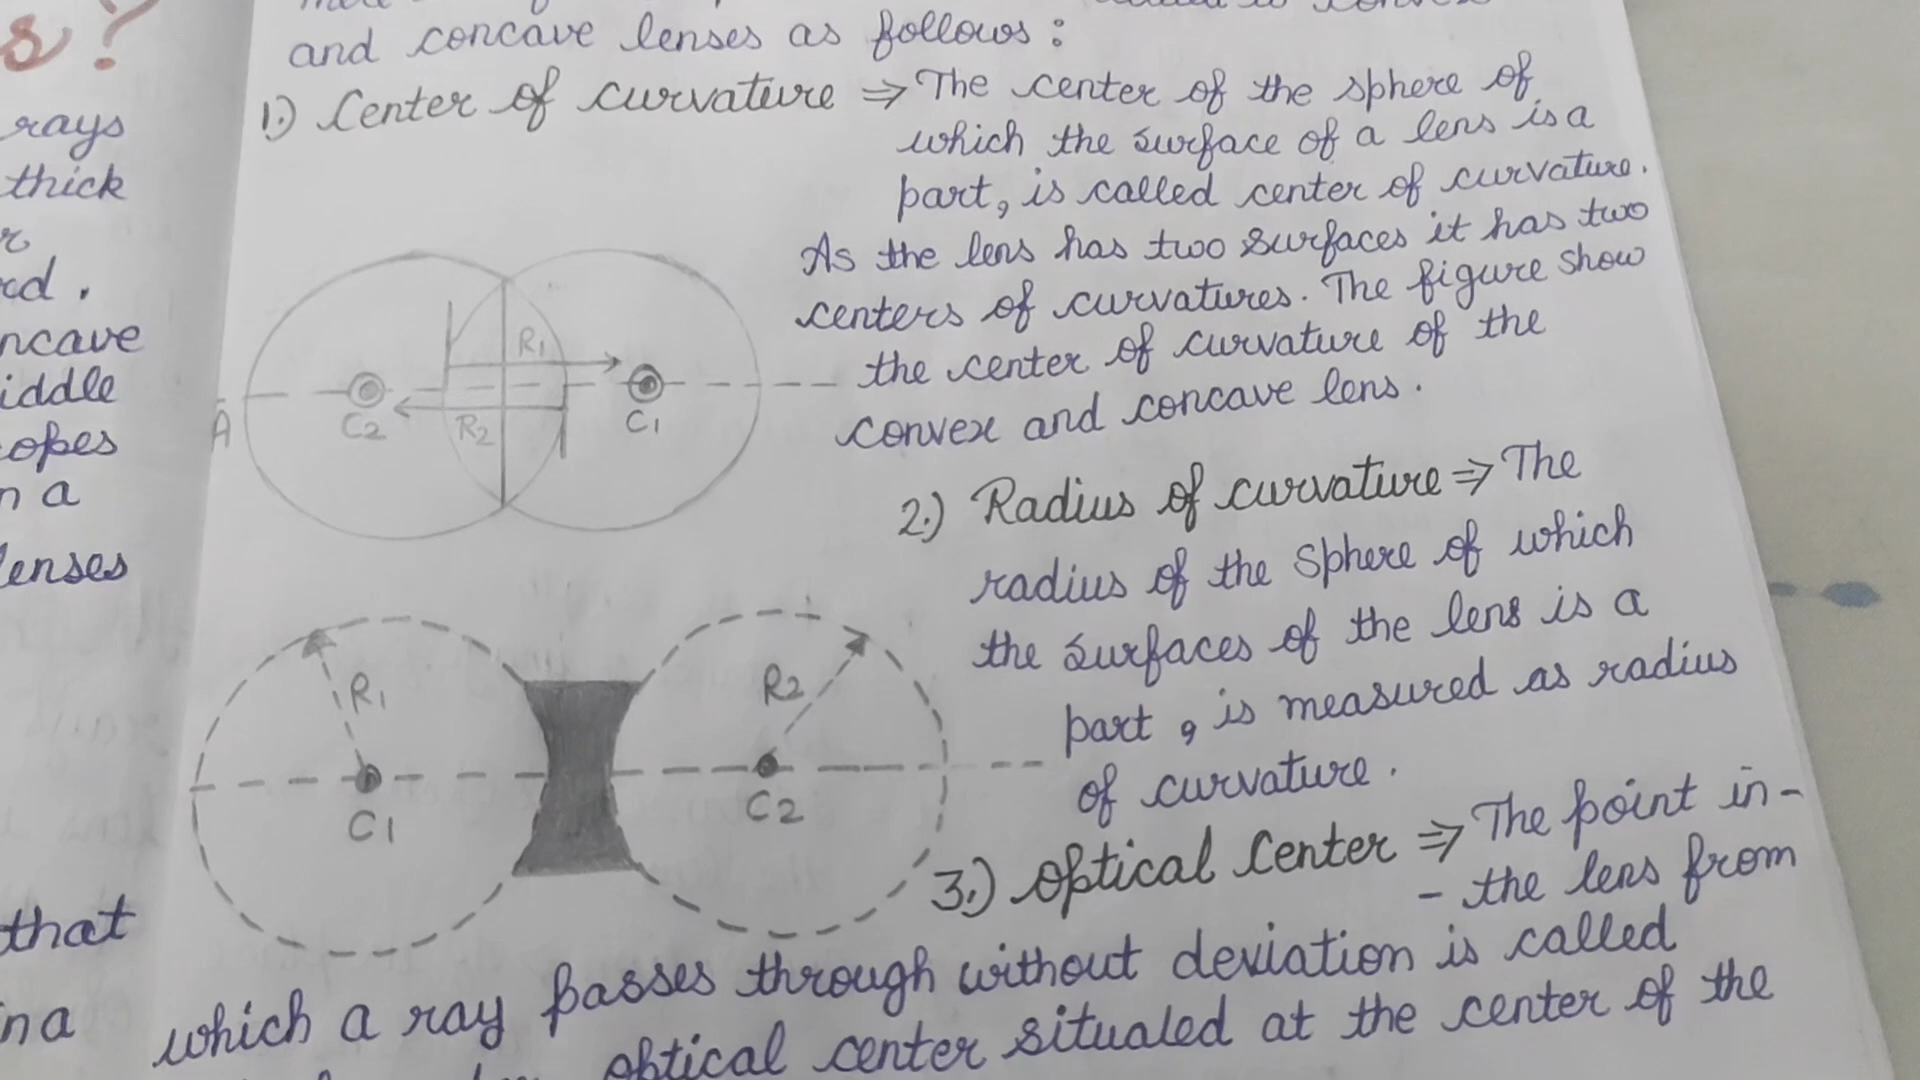 s?
rays
thick
r
rd.
ncave
iddle
opes
n a
lenses
that
n a
and concave lenses as follows :
1.) Center of curvature ⇒ The center of the sphere of
which the surface of a lens is a
part, is called center of curvature.
As the lens has two surfaces it has two
centers of curvatures. The figure show
the center of curvature of the
convex and concave lens.
R1
A
C2
R2
C1
2.) Radius of curvature ⇒ The
radius of the sphere of which
the surfaces of the lens is a
part, is measured as radius
of curvature.
R1
R2
C1
C2
3.) optical Center ⇒ The point in-
- the lens from
which a ray passes through without deviation is called
optical center situated at the center of the